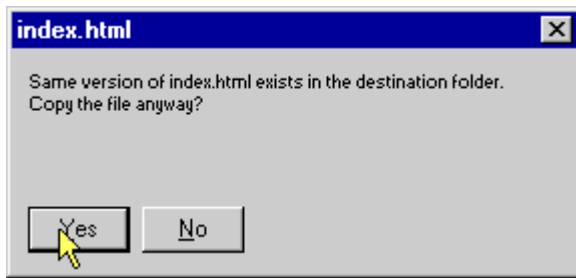 index.html
Same version of index.html exists in the destination folder.
Copy the file anyway?
Yes
No